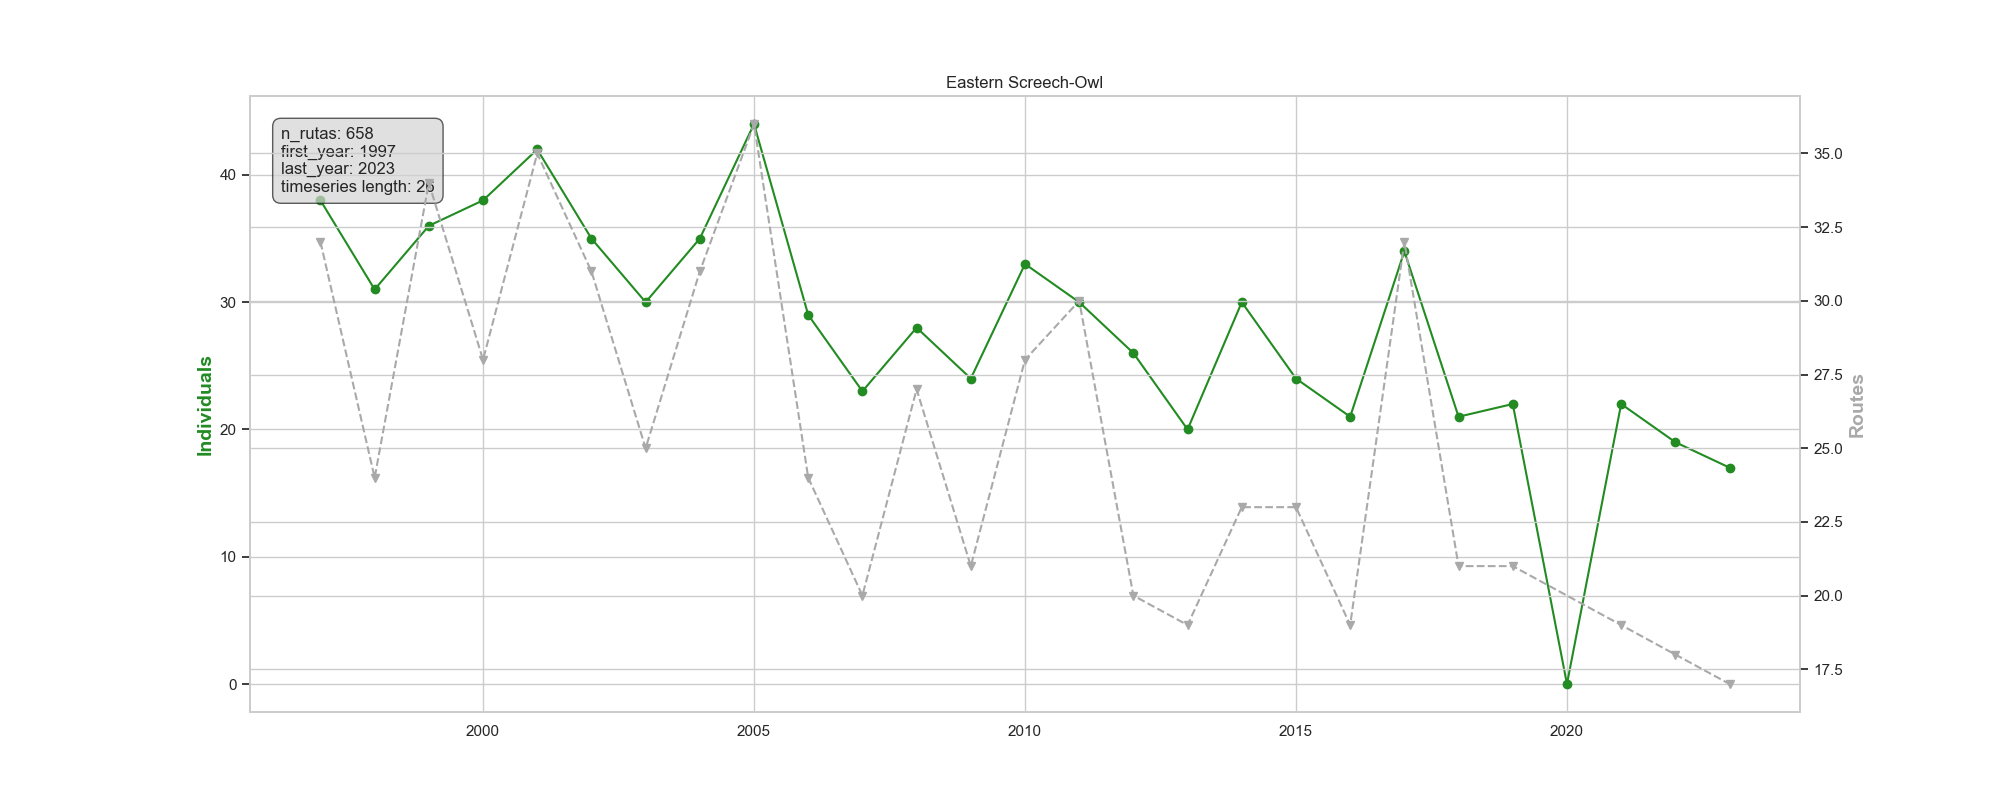 Eastern Screech-Owl
n_rutas: 658
first_year: 1997
last_year: 2023
timeseries length: 26
40
30
20
10
0
Individuals
35.0
32.5
30.0
27.5
25.0
22.5
20.0
17.5
Routes
2000
2005
2010
2015
2020